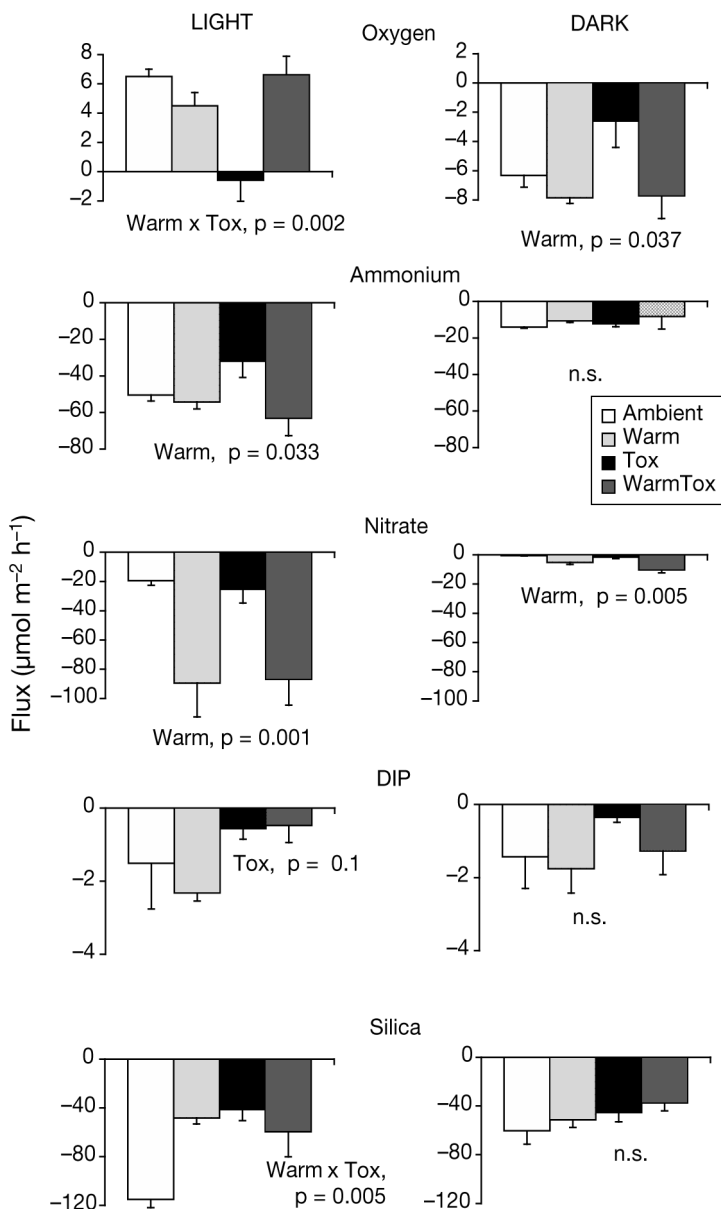 LIGHT
Oxygen
DARK
8
6
4
2
0
–2
Warm x Tox, p = 0.002
2
0
–2
–4
–6
–8
Warm, p = 0.037
Ammonium
0
–20
–40
–60
–80
Warm, p = 0.033
0
–20
–40
–60
–80
n.s.
Ambient
Warm
Tox
WarmTox
Flux (µmol m–2 h–1)
Nitrate
0
–20
–40
–60
–80
–100
Warm, p = 0.001
0
–20
–40
–60
–80
–100
Warm, p = 0.005
DIP
0
–2
–4
Tox, p = 0.1
0
–2
–4
n.s.
Silica
0
–40
–80
–120
Warm x Tox,
p = 0.005
0
–40
–80
–120
n.s.